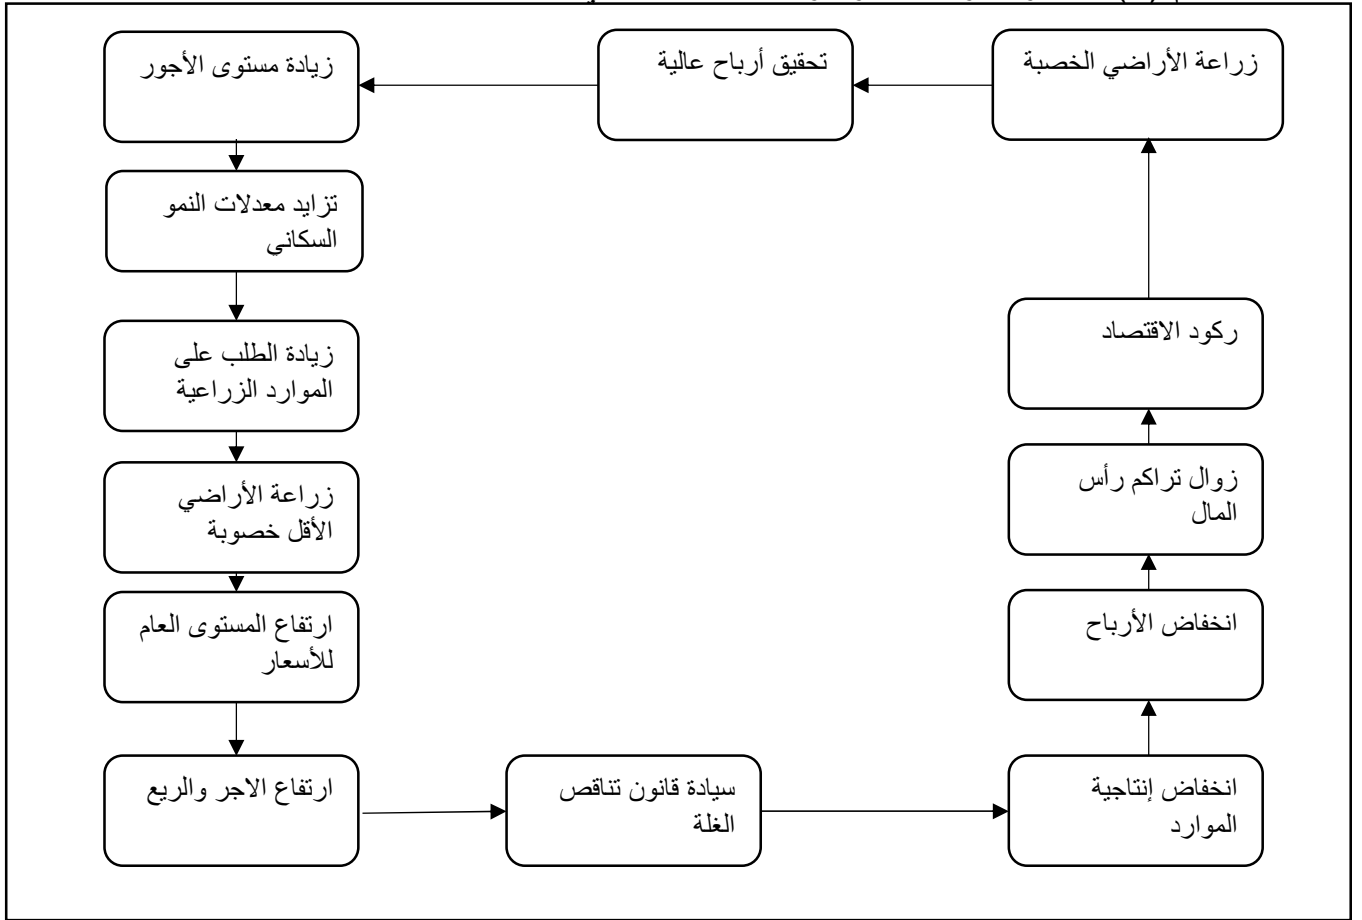 زراعة الأراضي الخصبة
تحقيق أرباح عالية
زيادة مستوى الأجور
تزايد معدلات النمو
السكاني
زيادة الطلب على
الموارد الزراعية
زراعة الأراضي
الأقل خصوبة
ارتفاع المستوى العام
للأسعار
ارتفاع الاجر والريع
سيادة قانون تناقص
الغلة
انخفاض إنتاجية
الموارد
انخفاض الأرباح
زوال تراكم رأس
المال
ركود الاقتصاد